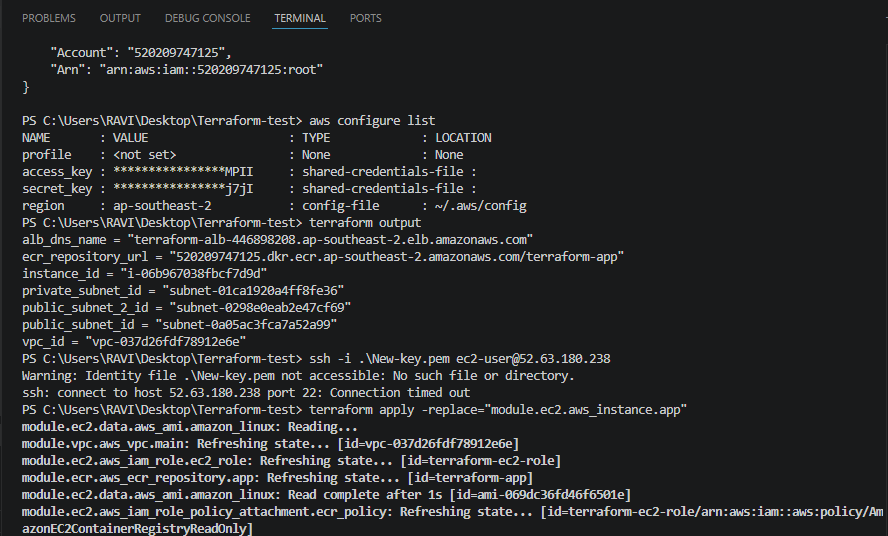 PROBLEMS OUTPUT DEBUG CONSOLE TERMINAL PORTS
"Account": "520209747125",
"Arn": "arn:aws:iam::520209747125:root"
}
PS C:\Users\RAVI\Desktop\Terraform-test> aws configure list
NAME : VALUE : TYPE : LOCATION
profile : <not set> : None : None
access_key : ****************MPII : shared-credentials-file :
secret_key : ****************j7jI : shared-credentials-file :
region : ap-southeast-2 : config-file : ~/.aws/config
PS C:\Users\RAVI\Desktop\Terraform-test> terraform output
alb_dns_name = "terraform-alb-446898208.ap-southeast-2.elb.amazonaws.com"
ecr_repository_url = "520209747125.dkr.ecr.ap-southeast-2.amazonaws.com/terraform-app"
instance_id = "i-06b967038fbcf7d9d"
private_subnet_id = "subnet-01ca1920a4ff8fe36"
public_subnet_2_id = "subnet-0298e0eab2e47cf69"
public_subnet_id = "subnet-0a05ac3fca7a52a99"
vpc_id = "vpc-037d26fdf78912e6e"
PS C:\Users\RAVI\Desktop\Terraform-test> ssh -i .\New-key.pem ec2-user@52.63.180.238
Warning: Identity file .\New-key.pem not accessible: No such file or directory.
ssh: connect to host 52.63.180.238 port 22: Connection timed out
PS C:\Users\RAVI\Desktop\Terraform-test> terraform apply -replace="module.ec2.aws_instance.app"
module.ec2.data.aws_ami.amazon_linux: Reading...
module.vpc.aws_vpc.main: Refreshing state... [id=vpc-037d26fdf78912e6e]
module.ec2.aws_iam_role.ec2_role: Refreshing state... [id=terraform-ec2-role]
module.ecr.aws_ecr_repository.app: Refreshing state... [id=terraform-app]
module.ec2.data.aws_ami.amazon_linux: Read complete after 1s [id=ami-069dc36fd46f6501e]
module.ec2.aws_iam_role_policy_attachment.ecr_policy: Refreshing state... [id=terraform-ec2-role/arn:aws:iam::aws:policy/Am
azonEC2ContainerRegistryReadOnly]